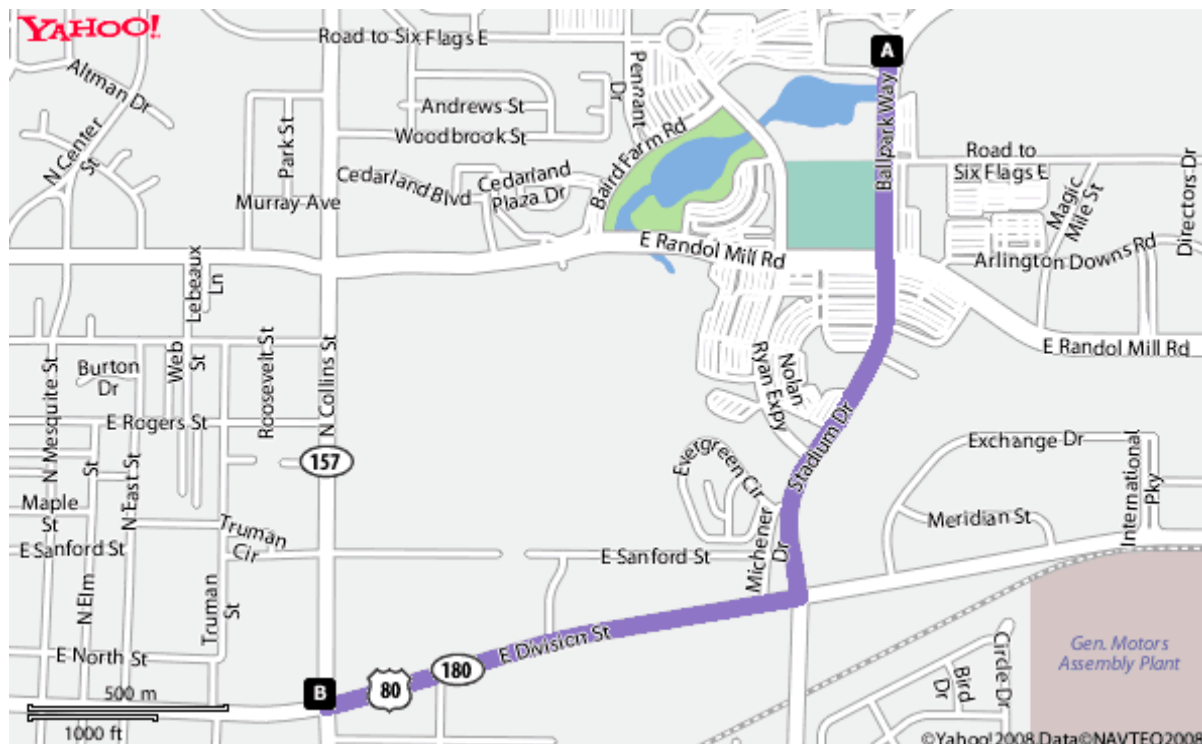 YAHOO!
Road to Six Flags E
A
Altman Dr
Pennant
Dr
Andrews St
Woodbrook St
N Center
St
Park St
Baird Farm Rd
Ballpark Way
Road to
Six Flags E
Cedarland Blvd
Cedarland
Plaza Dr
Murray Ave
Magic
Mile St
Directors Dr
E Randol Mill Rd
Arlington Downs Rd
Lebeaux
Ln
E Randol Mill Rd
N Mesquite St
Burton
Dr
Web
St
Roosevelt St
N Collins St
Ryan Expy
Nolan
E Rogers St
Stadium Dr
Exchange Dr
157
Evergreen Cir
International
Pky
St
N East St
Maple
St
Truman
Cir
Meridian St
E Sanford St
E Sanford St
Michener
Dr
N Elm
Truman
St
E Division St
E North St
Gen. Motors
Assembly Plant
Circle Dr
Bird
Dr
180
80
B
500 m
1000 ft
©Yahoo!2008,Data©NAVTEQ2008